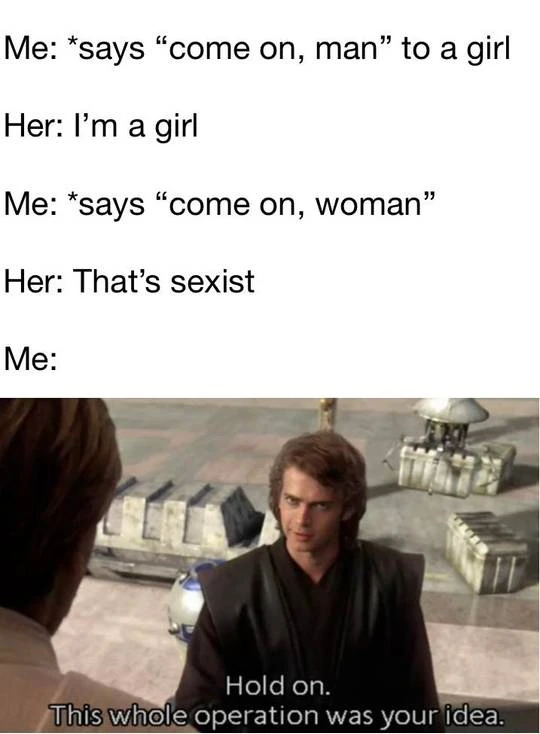 Me: *says “come on, man” to a girl
Her: I’m a girl
Me: *says “come on, woman”
Her: That’s sexist
Me:
Hold on.
This whole operation was your idea.